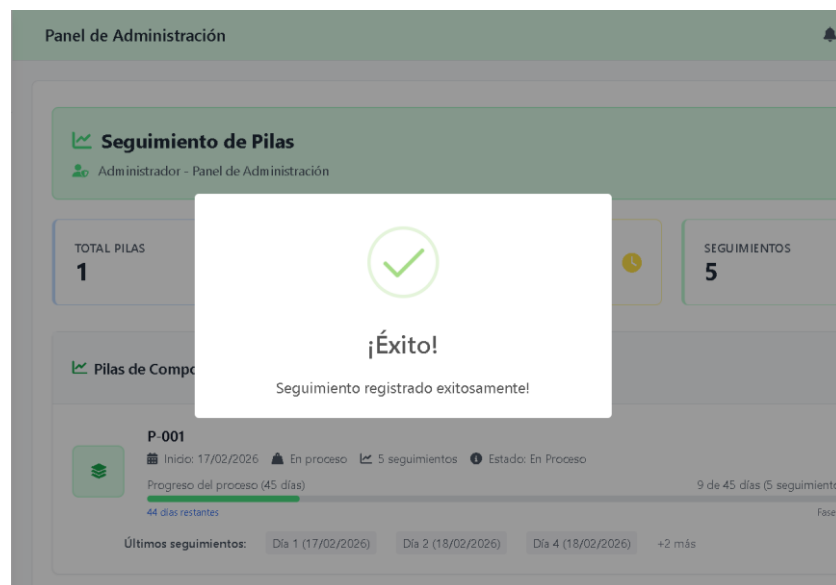 Panel de Administración
Seguimiento de Pilas
Administrador - Panel de Administración
TOTAL PILAS
1
SEGUIMIENTOS
5
¡Éxito!
Seguimiento registrado exitosamente!
Pilas de Compo
P-001
Inicio: 17/02/2026 En proceso 5 seguimientos Estado: En Proceso
Progreso del proceso (45 días) 9 de 45 días (5 seguimiento
44 días restantes Fase
Últimos seguimientos: Día 1 (17/02/2026) Día 2 (18/02/2026) Día 4 (18/02/2026) +2 más